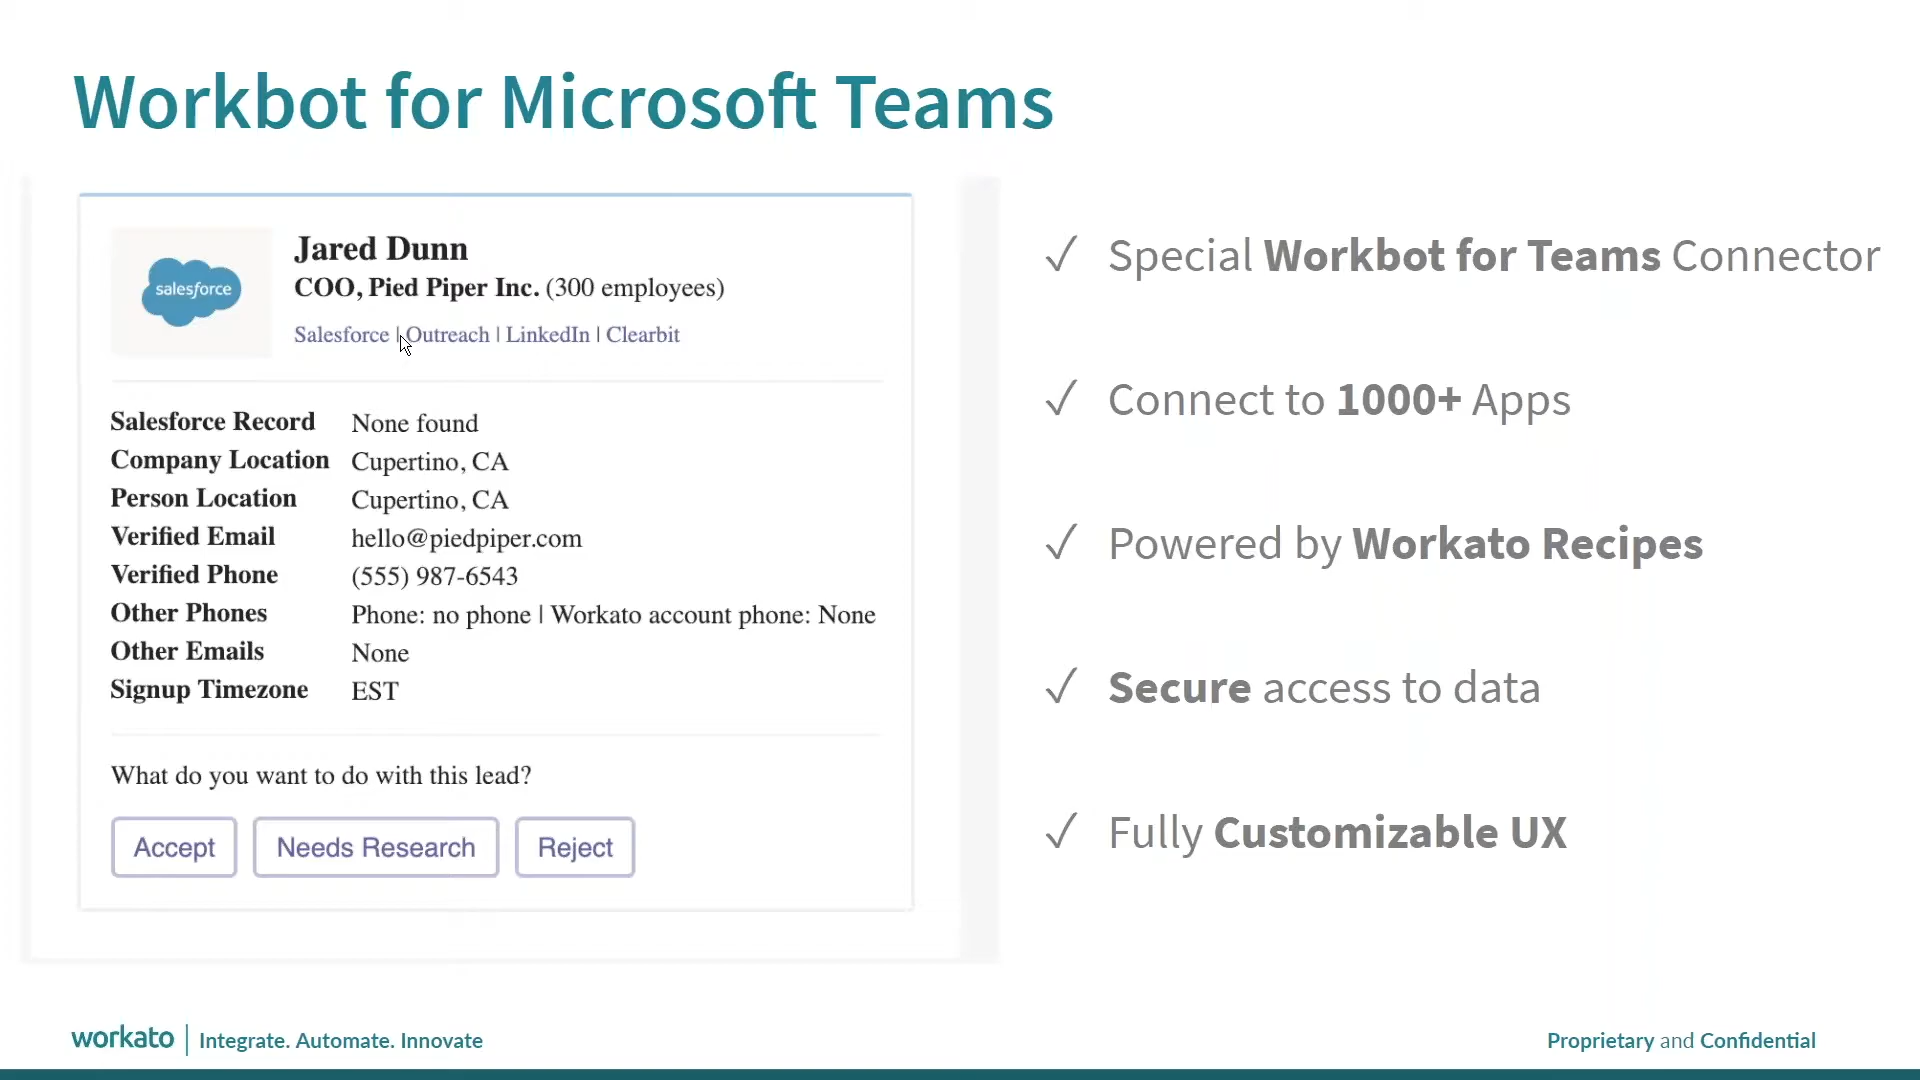 Workbot for Microsoft Teams
salesforce
Jared Dunn
COO, Pied Piper Inc. (300 employees)
Salesforce | Outreach | LinkedIn | Clearbit
Salesforce Record None found
Company Location Cupertino, CA
Person Location Cupertino, CA
Verified Email hello@piedpiper.com
Verified Phone (555) 987-6543
Other Phones Phone: no phone | Workato account phone: None
Other Emails None
Signup Timezone EST
What do you want to do with this lead?
Accept Needs Research Reject
✓ Special Workbot for Teams Connector
✓ Connect to 1000+ Apps
✓ Powered by Workato Recipes
✓ Secure access to data
✓ Fully Customizable UX
workato | Integrate. Automate. Innovate
Proprietary and Confidential